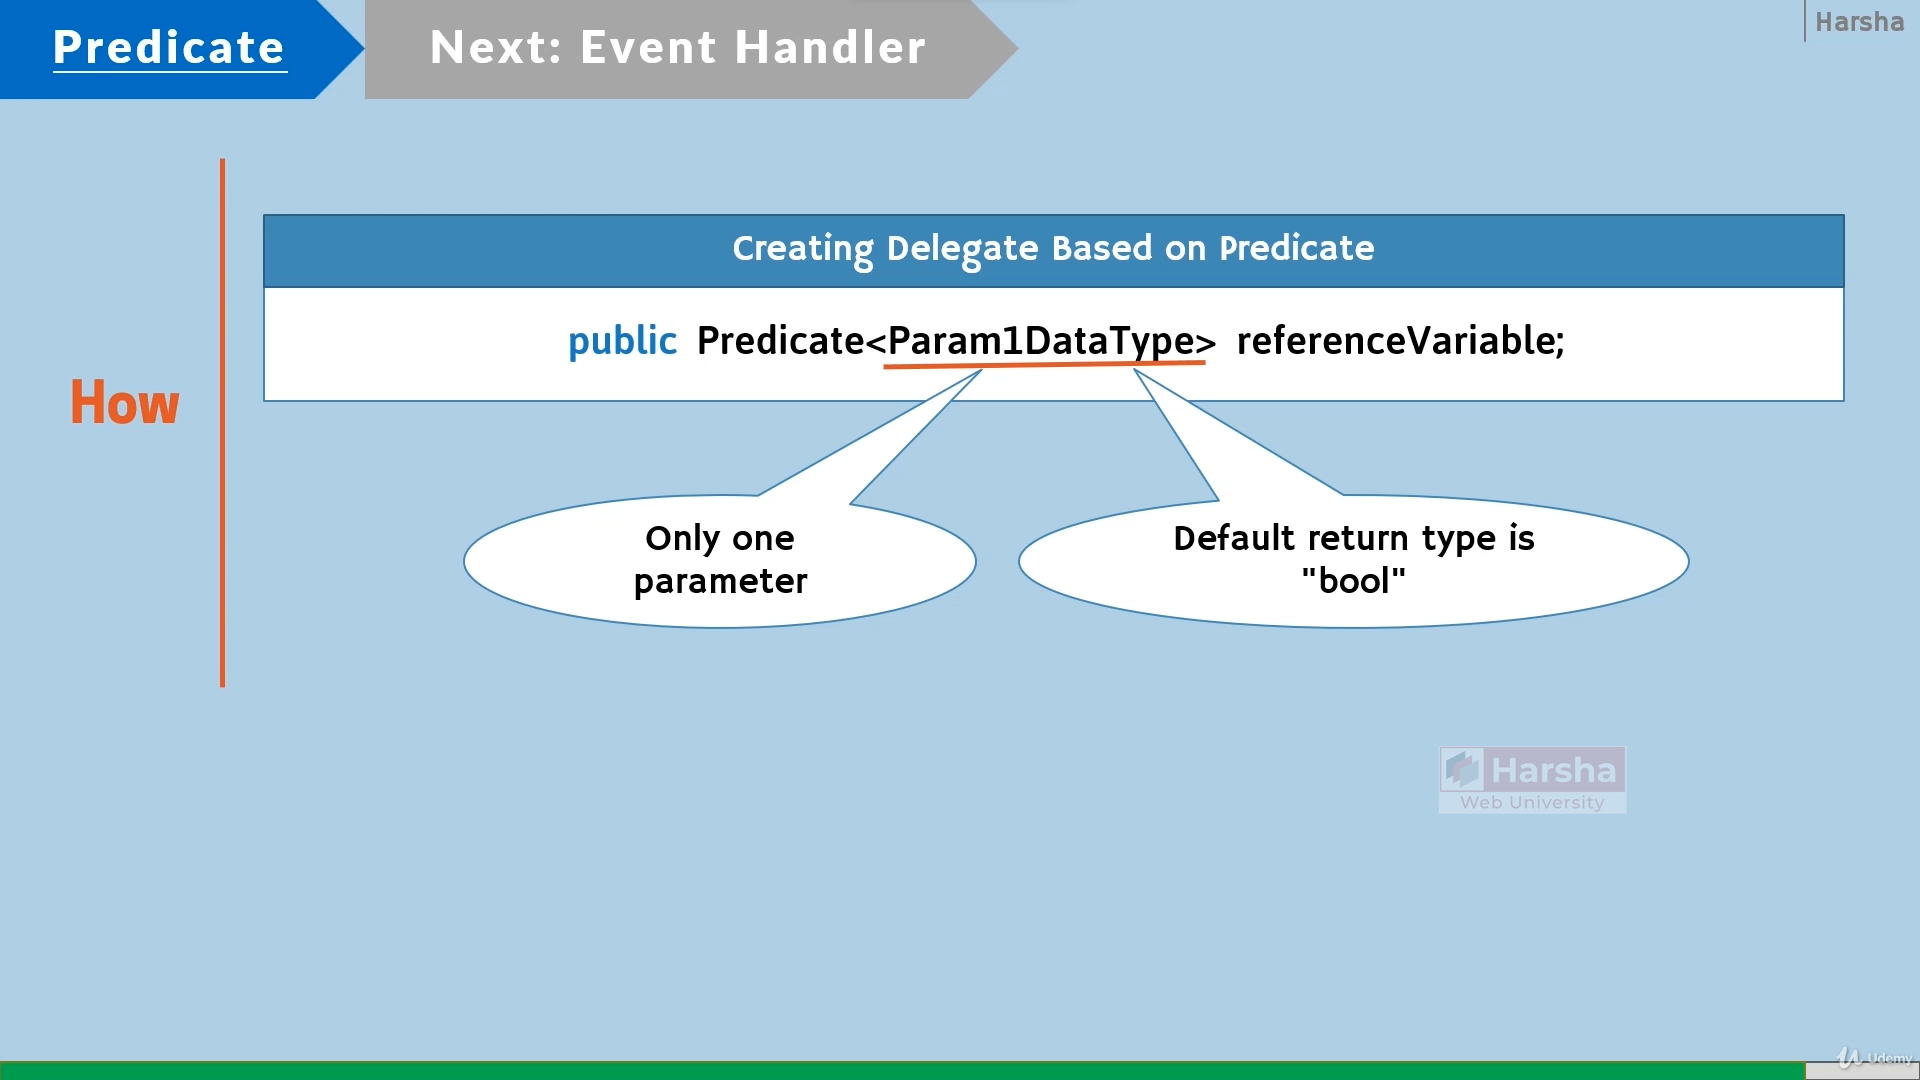 Predicate
Next: Event Handler
Harsha
Creating Delegate Based on Predicate
public Predicate<Param1DataType> referenceVariable;
How
Only one
parameter
Default return type is
"bool"
Harsha
Web University
Udemy